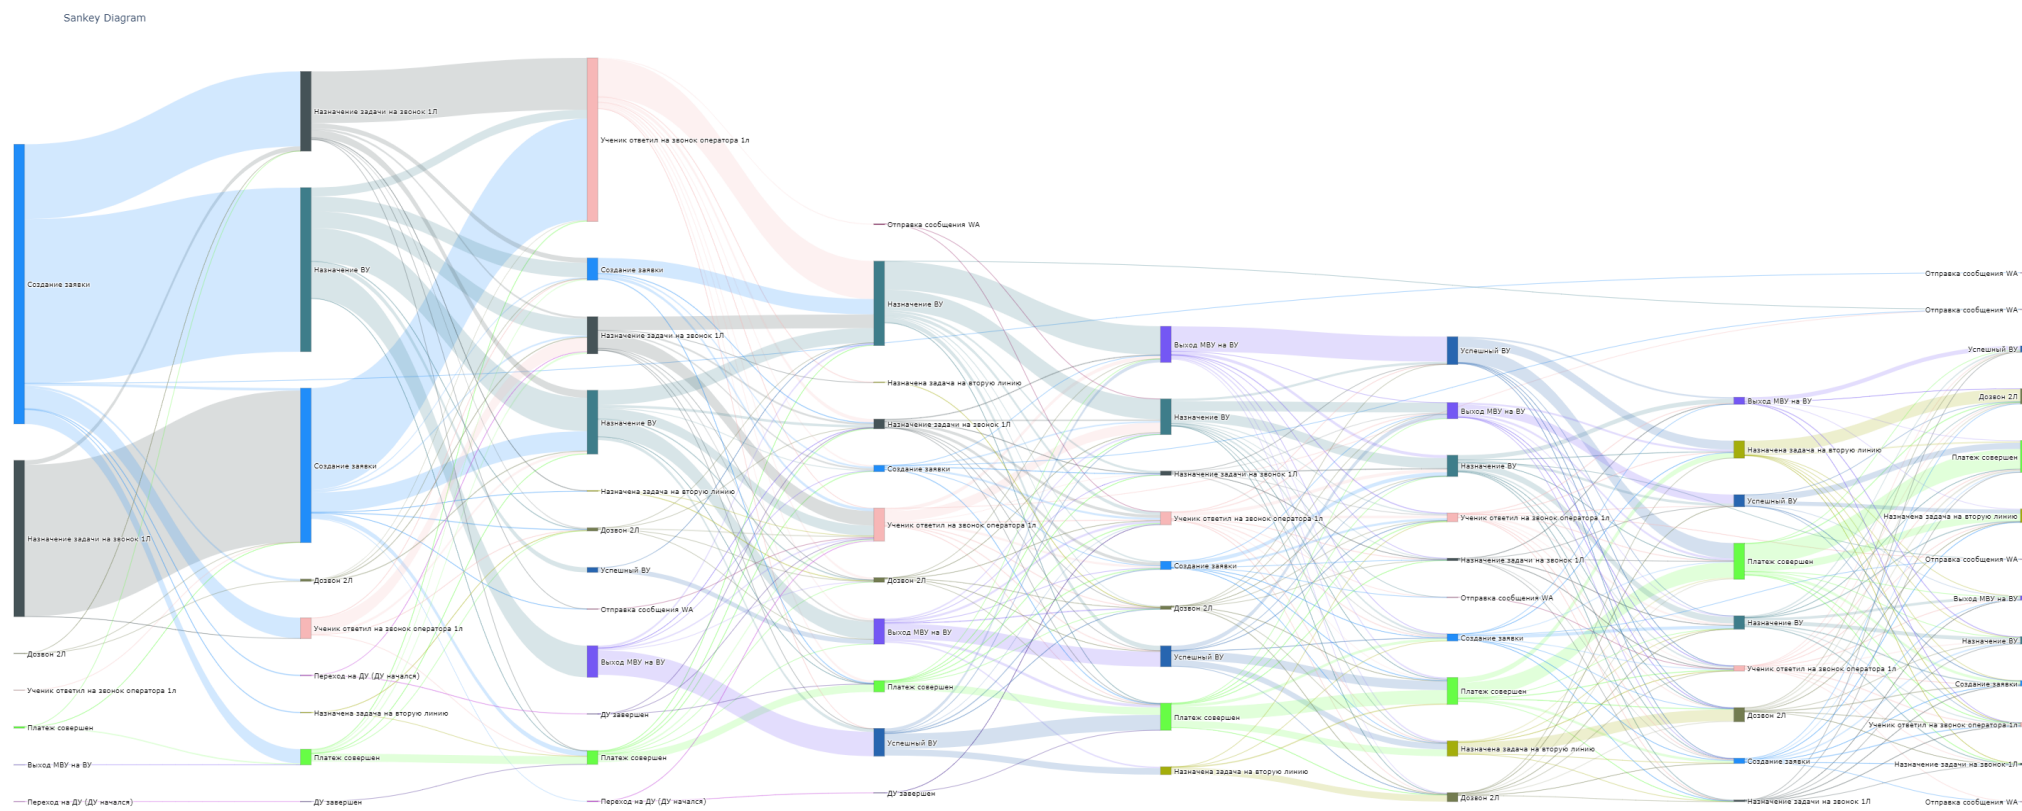 Sankey Diagram
Создание заявки
Назначение задачи на звонок 1Л
Дозвон 2Л
Ученик ответил на звонок оператора 1л
Платеж совершен
Выход МВУ на ВУ
Переход на ДУ (ДУ начался)
Назначение задачи на звонок 1Л
Назначение ВУ
Создание заявки
Дозвон 2Л
Ученик ответил на звонок оператора 1л
Переход на ДУ (ДУ начался)
Назначена задача на вторую линию
Платеж совершен
ДУ завершен
Ученик ответил на звонок оператора 1л
Создание заявки
Назначение задачи на звонок 1Л
Назначение ВУ
Назначена задача на вторую линию
Дозвон 2Л
Успешный ВУ
Отправка сообщения WA
Выход МВУ на ВУ
ДУ завершен
Платеж совершен
Переход на ДУ (ДУ начался)
Отправка сообщения WA
Назначение ВУ
Назначена задача на вторую линию
Назначение задачи на звонок 1Л
Создание заявки
Ученик ответил на звонок оператора 1л
Дозвон 2Л
Выход МВУ на ВУ
Платеж совершен
Успешный ВУ
ДУ завершен
Выход МВУ на ВУ
Назначение ВУ
Назначение задачи на звонок 1Л
Ученик ответил на звонок оператора 1л
Создание заявки
Дозвон 2Л
Успешный ВУ
Платеж совершен
Назначена задача на вторую линию
Успешный ВУ
Выход МВУ на ВУ
Назначение ВУ
Ученик ответил на звонок оператора 1л
Назначение задачи на звонок 1Л
Отправка сообщения WA
Создание заявки
Платеж совершен
Назначена задача на вторую линию
Дозвон 2Л
Выход МВУ на ВУ
Назначена задача на вторую линию
Успешный ВУ
Платеж совершен
Назначение ВУ
Ученик ответил на звонок оператора 1л
Дозвон 2Л
Создание заявки
Назначение задачи на звонок 1Л
Отправка сообщения WA
Отправка сообщения WA
Успешный ВУ
Дозвон 2Л
Платеж совершен
Назначена задача на вторую линию
Отправка сообщения WA
Выход МВУ на ВУ
Назначение ВУ
Создание заявки
Ученик ответил на звонок оператора 1л
Назначение задачи на звонок 1Л
Отправка сообщения WA